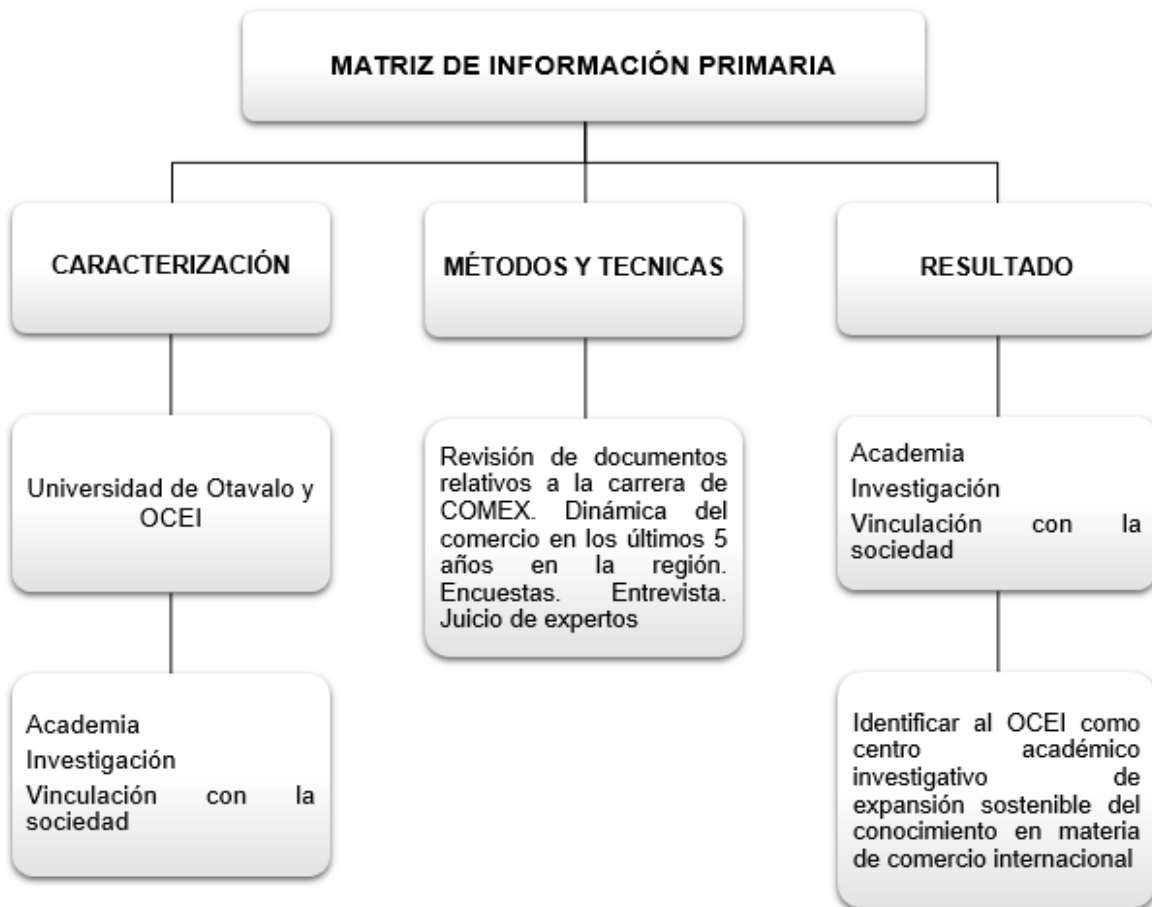 MATRIZ DE INFORMACIÓN PRIMARIA
CARACTERIZACIÓN
Universidad de Otavalo y
OCEI
Academia
Investigación
Vinculación con la
sociedad
MÉTODOS Y TECNICAS
Revisión de documentos
relativos a la carrera de
COMEX. Dinámica del
comercio en los últimos 5
años en la región.
Encuestas. Entrevista.
Juicio de expertos
RESULTADO
Academia
Investigación
Vinculación con la
sociedad
Identificar al OCEI como
centro académico
investigativo de
expansión sostenible del
conocimiento en materia
de comercio internacional